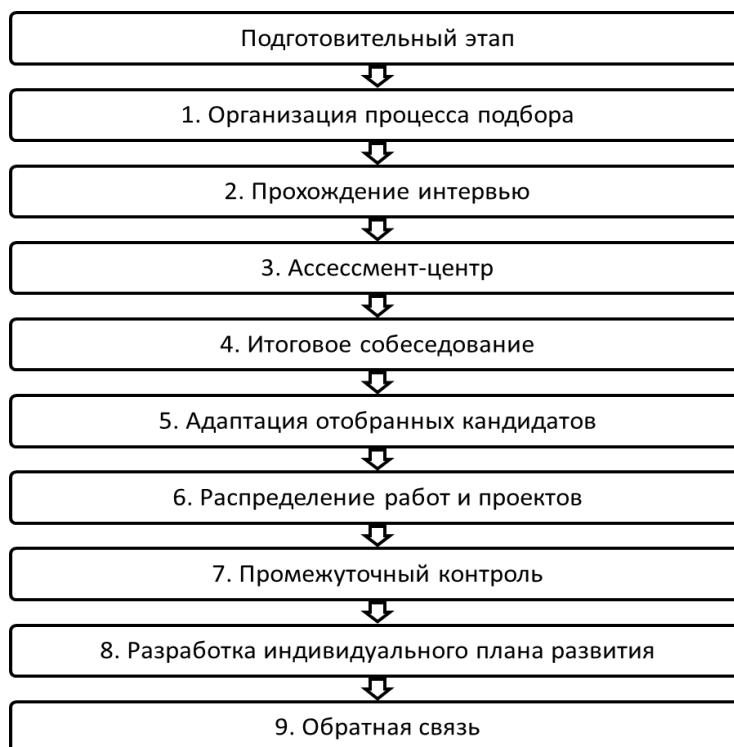 Подготовительный этап
1. Организация процесса подбора
2. Прохождение интервью
3. Ассессмент-центр
4. Итоговое собеседование
5. Адаптация отобранных кандидатов
6. Распределение работ и проектов
7. Промежуточный контроль
8. Разработка индивидуального плана развития
9. Обратная связь